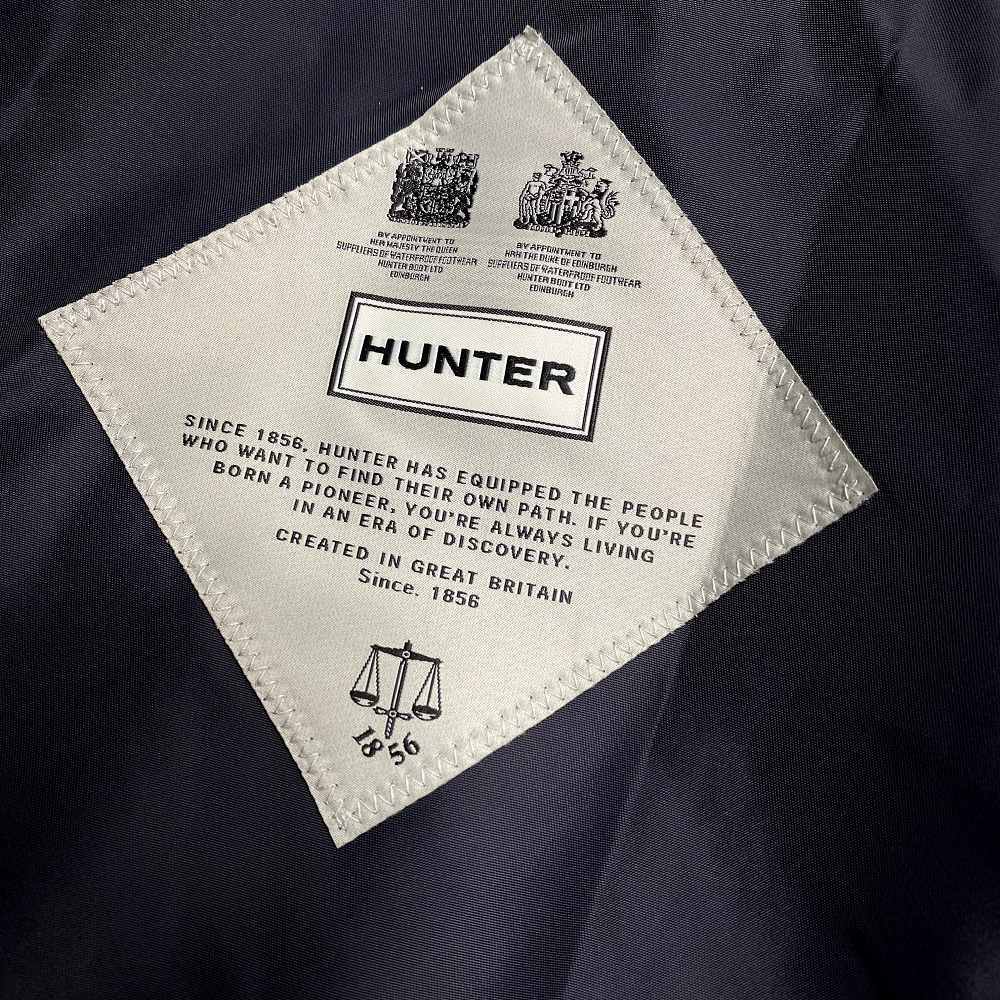 BY APPOINTMENT TO
HER MAJESTY THE QUEEN
SUPPLIERS OF WATERPROOF FOOTWEAR
HUNTER BOOT LTD
EDINBURGH
BY APPOINTMENT TO
HRH THE DUKE OF EDINBURGH
SUPPLIERS OF WATERPROOF FOOTWEAR
HUNTER BOOT LTD
EDINBURGH
HUNTER
SINCE 1856, HUNTER HAS EQUIPPED THE PEOPLE
WHO WANT TO FIND THEIR OWN PATH. IF YOU'RE
BORN A PIONEER, YOU'RE ALWAYS LIVING
IN AN ERA OF DISCOVERY.
CREATED IN GREAT BRITAIN
Since. 1856
1856